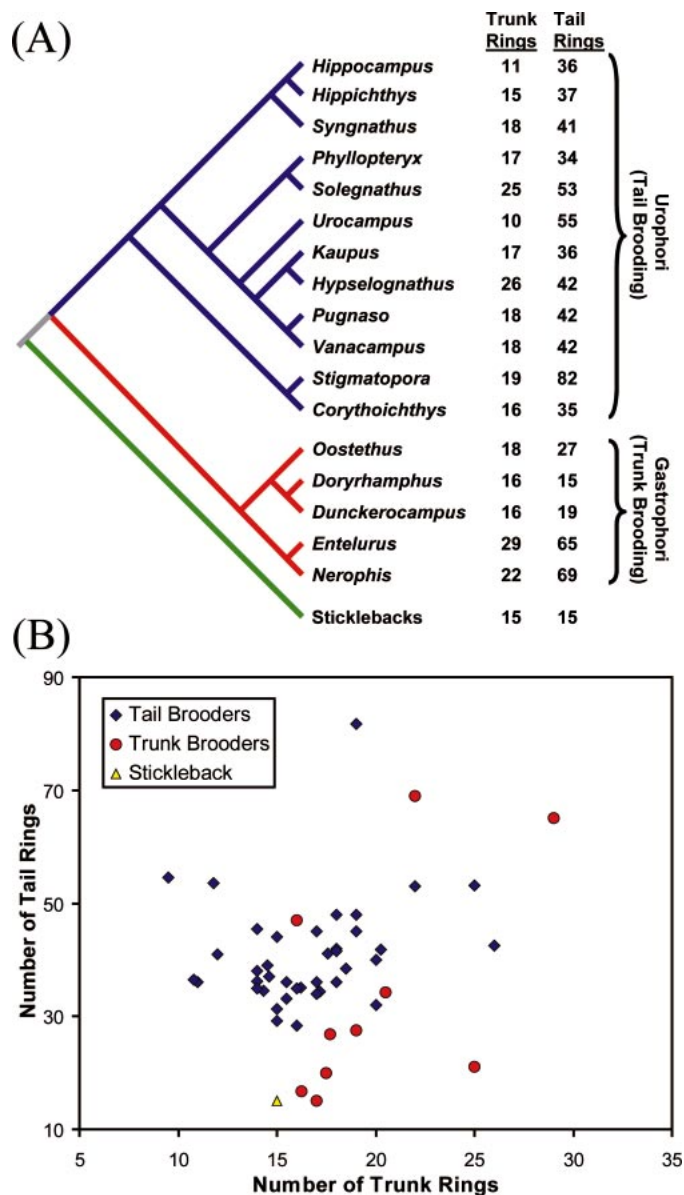 (A)
Trunk Tail
Rings Rings
Hippocampus 11 36
Hippichthys 15 37
Syngnathus 18 41
Phyllopteryx 17 34
Solegnathus 25 53
Urocampus 10 55
Kaupus 17 36
Hypselognathus 26 42
Pugnaso 18 42
Vanacampus 18 42
Stigmatopora 19 82
Corythoichthys 16 35
Urophori
(Tail Brooding)
Oostethus 18 27
Doryrhamphus 16 15
Dunckerocampus 16 19
Entelurus 29 65
Nerophis 22 69
Gastrophori
(Trunk Brooding)
Sticklebacks 15 15
(B)
Tail Brooders
Trunk Brooders
Stickleback
Number of Tail Rings
90
70
50
30
10
5 10 15 20 25 30 35
Number of Trunk Rings